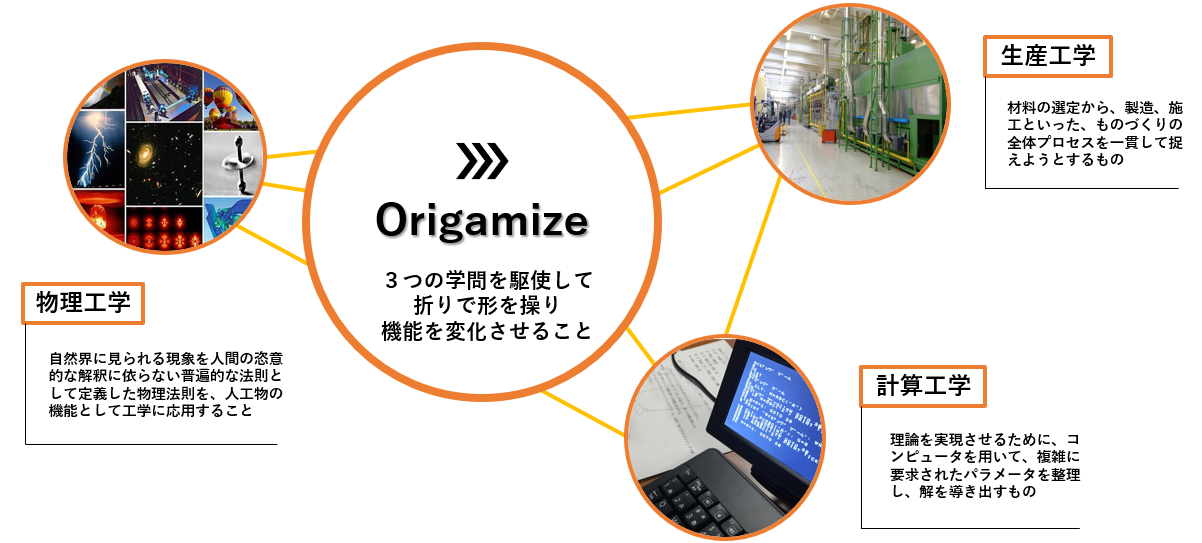 Origamize
３つの学問を駆使して
折りで形を操り
機能を変化させること
物理工学
自然界に見られる現象を人間の恣意
的な解釈に依らない普遍的な法則と
して定義した物理法則を、人工物の
機能として工学に応用すること
生産工学
材料の選定から、製造、施
工といった、ものづくりの
全体プロセスを一貫して捉
えようとするもの
計算工学
理論を実現させるために、コ
ンピュータを用いて、複雑に
要求されたパラメータを整理
し、解を導き出すもの